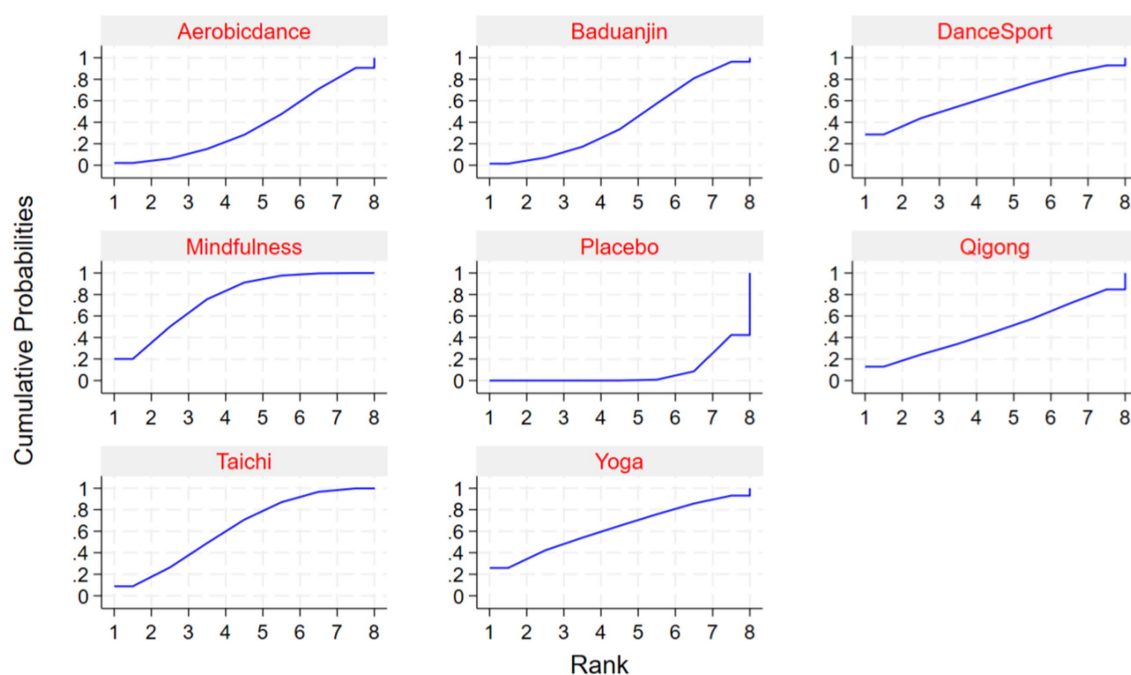 Aerobicdance
Baduanjin
DanceSport
1
.8
.6
.4
.2
0
1 2 3 4 5 6 7 8
1
.8
.6
.4
.2
0
1 2 3 4 5 6 7 8
1
.8
.6
.4
.2
0
1 2 3 4 5 6 7 8
Mindfulness
Placebo
Qigong
1
.8
.6
.4
.2
0
1 2 3 4 5 6 7 8
1
.8
.6
.4
.2
0
1 2 3 4 5 6 7 8
1
.8
.6
.4
.2
0
1 2 3 4 5 6 7 8
Taichi
Yoga
1
.8
.6
.4
.2
0
1 2 3 4 5 6 7 8
1
.8
.6
.4
.2
0
1 2 3 4 5 6 7 8
Cumulative Probabilities
Rank